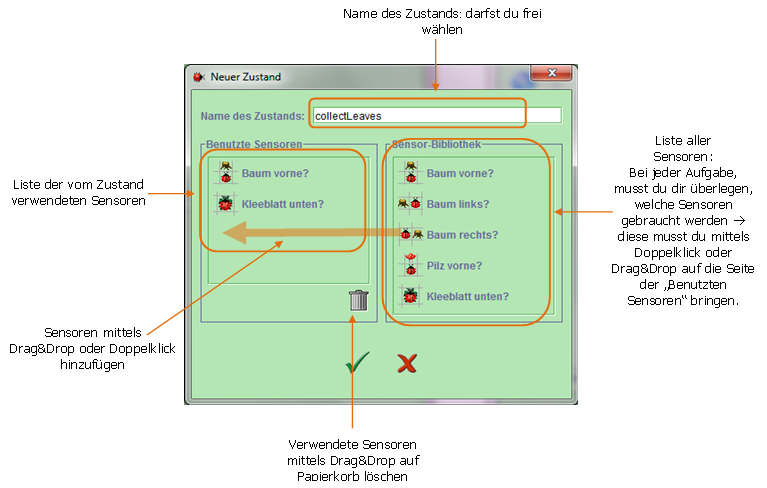 Name des Zustands: darfst du frei
wählen
Neuer Zustand
Name des Zustands:
collectLeaves
Benutzte Sensoren
Baum vorne?
Kleeblatt unten?
Sensor-Bibliothek
Baum vorne?
Baum links?
Baum rechts?
Pilz vorne?
Kleeblatt unten?
Liste der vom Zustand
verwendeten Sensoren
Liste aller
Sensoren:
Bei jeder Aufgabe,
musst du dir überlegen,
welche Sensoren
gebraucht werden →
diese musst du mittels
Doppelklick oder
Drag&Drop auf die Seite
der „Benutzten
Sensoren“ bringen.
Sensoren mittels
Drag&Drop oder Doppelklick
hinzufügen
Verwendete Sensoren
mittels Drag&Drop auf
Papierkorb löschen